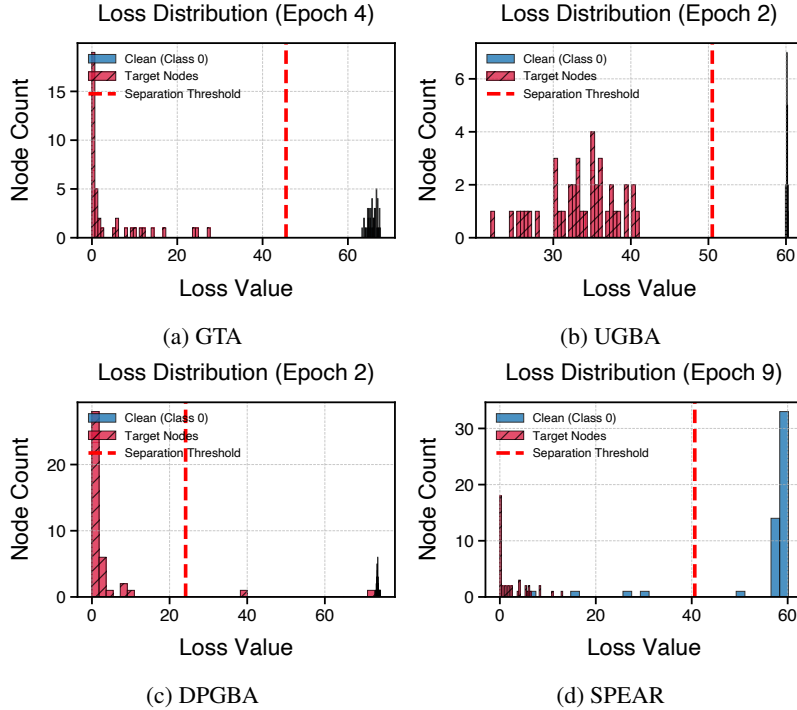 Loss Distribution (Epoch 4)
Node Count
15
10
5
0
Clean (Class 0)
Target Nodes
Separation Threshold
0 20 40 60
Loss Value
(a) GTA
Loss Distribution (Epoch 2)
Node Count
6
4
2
0
Clean (Class 0)
Target Nodes
Separation Threshold
30 40 50 60
Loss Value
(b) UGBA
Loss Distribution (Epoch 2)
Node Count
20
10
0
Clean (Class 0)
Target Nodes
Separation Threshold
0 20 40 60
Loss Value
(c) DPGBA
Loss Distribution (Epoch 9)
Node Count
30
20
10
0
Clean (Class 0)
Target Nodes
Separation Threshold
0 20 40 60
Loss Value
(d) SPEAR